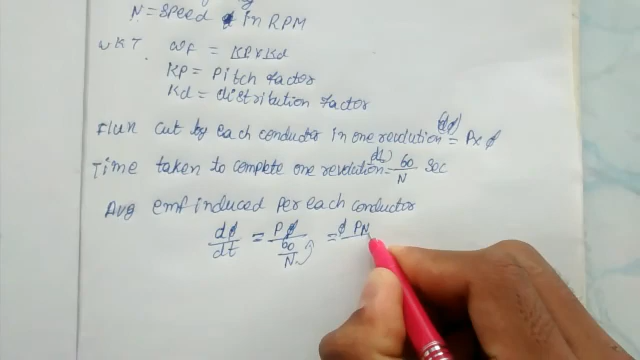 N = Speed in RPM
WKT. WF = KP x Kd
KP = Pitch factor
Kd = distribution factor
Flux cut by each conductor in one revolution (dϕ) = P x ϕ
Time taken to complete one revolution (dt) = 60/N Sec
Avg emf induced per each conductor
dϕ/dt = Pϕ/(60/N) = ϕ PN